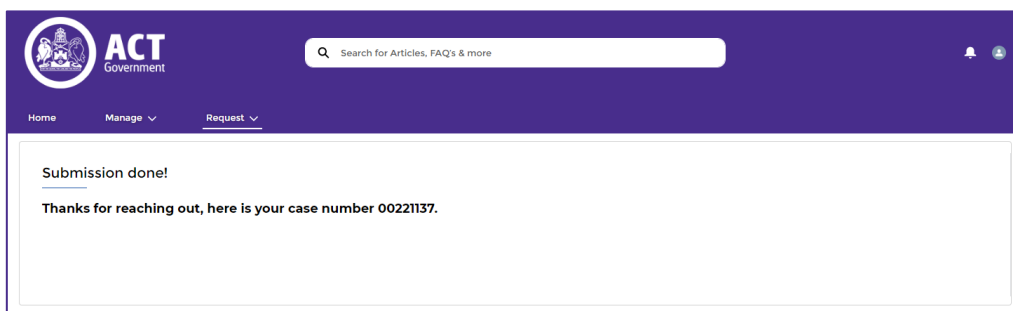 ACT
Government
Search for Articles, FAQ's & more
Home Manage Request
Submission done!
Thanks for reaching out, here is your case number 00221137.